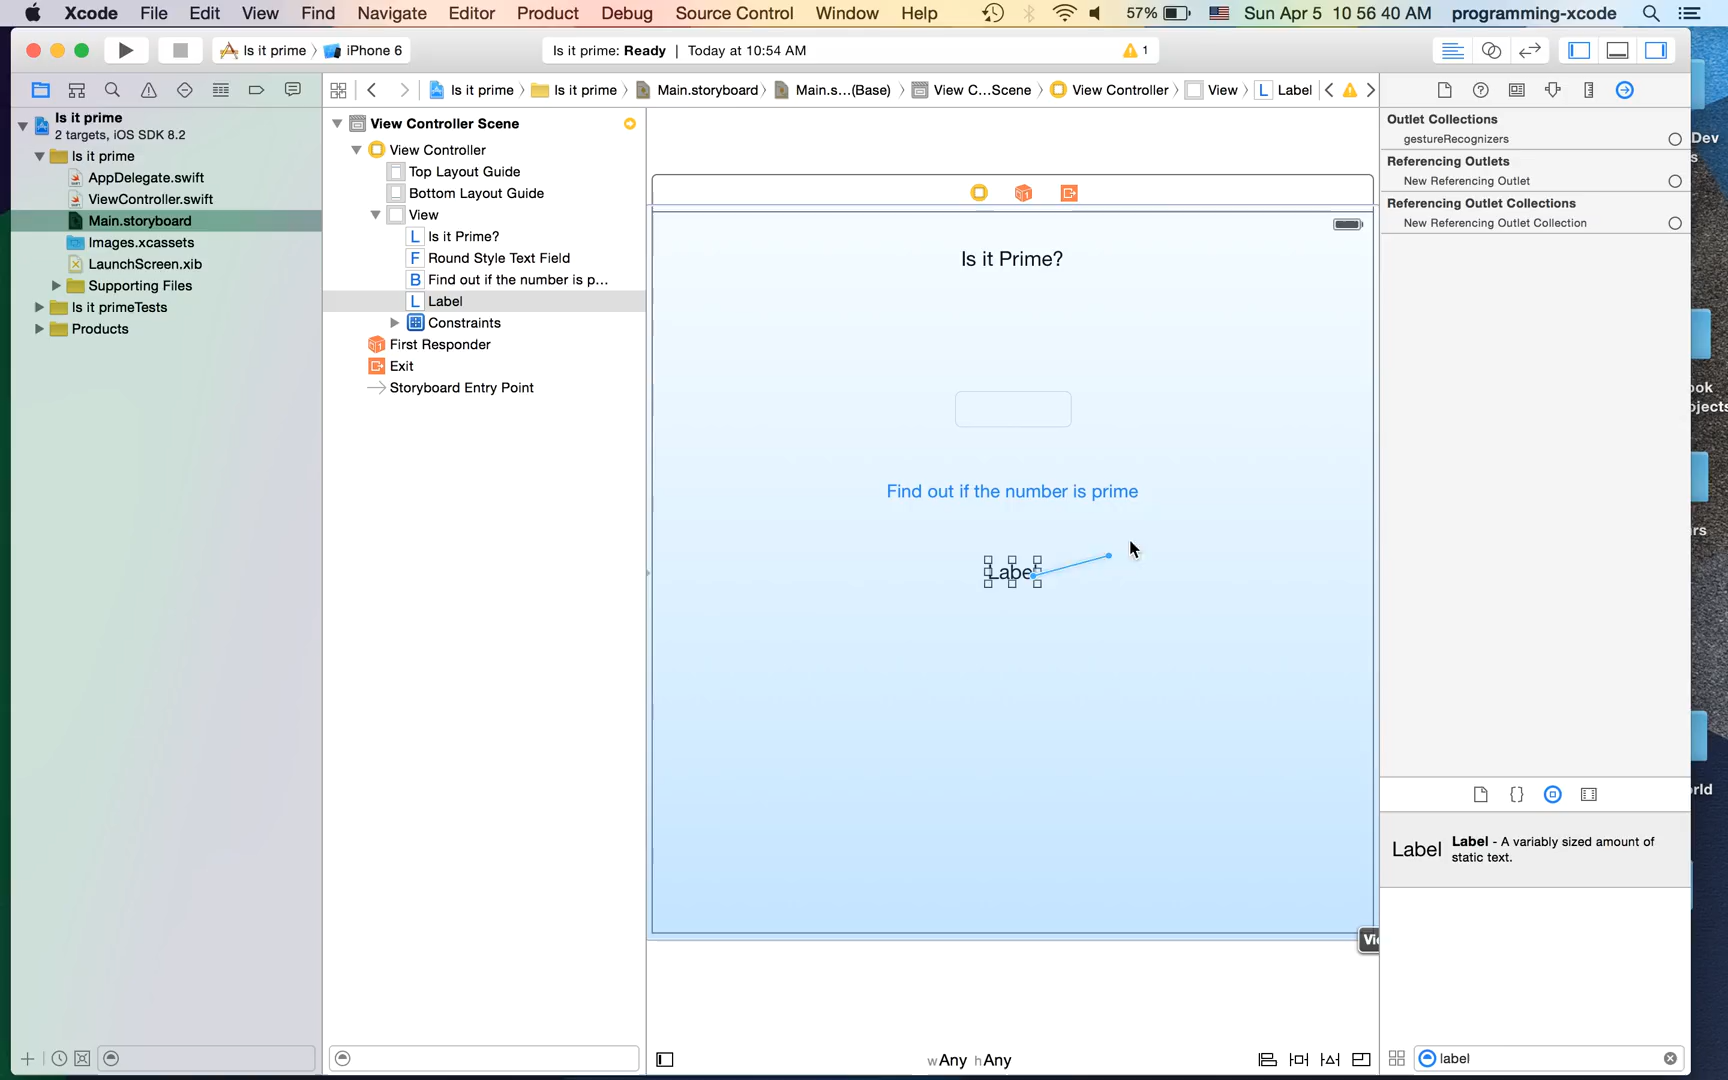 Xcode File Edit View Find Navigate Editor Product Debug Source Control Window Help 57% Sun Apr 5 10 56 40 AM programming-xcode
Is it prime iPhone 6 Is it prime: Ready | Today at 10:54 AM 1
Is it prime Is it prime Main.storyboard Main.s...(Base) View C...Scene View Controller View L Label
Is it prime
2 targets, iOS SDK 8.2
Is it prime
AppDelegate.swift
ViewController.swift
Main.storyboard
Images.xcassets
LaunchScreen.xib
Supporting Files
Is it primeTests
Products
View Controller Scene
View Controller
Top Layout Guide
Bottom Layout Guide
View
L Is it Prime?
F Round Style Text Field
B Find out if the number is p...
L Label
Constraints
First Responder
Exit
Storyboard Entry Point
Is it Prime?
Find out if the number is prime
Label
wAny hAny
Outlet Collections
gestureRecognizers
Referencing Outlets
New Referencing Outlet
Referencing Outlet Collections
New Referencing Outlet Collection
Label Label - A variably sized amount of
static text.
label
Dev